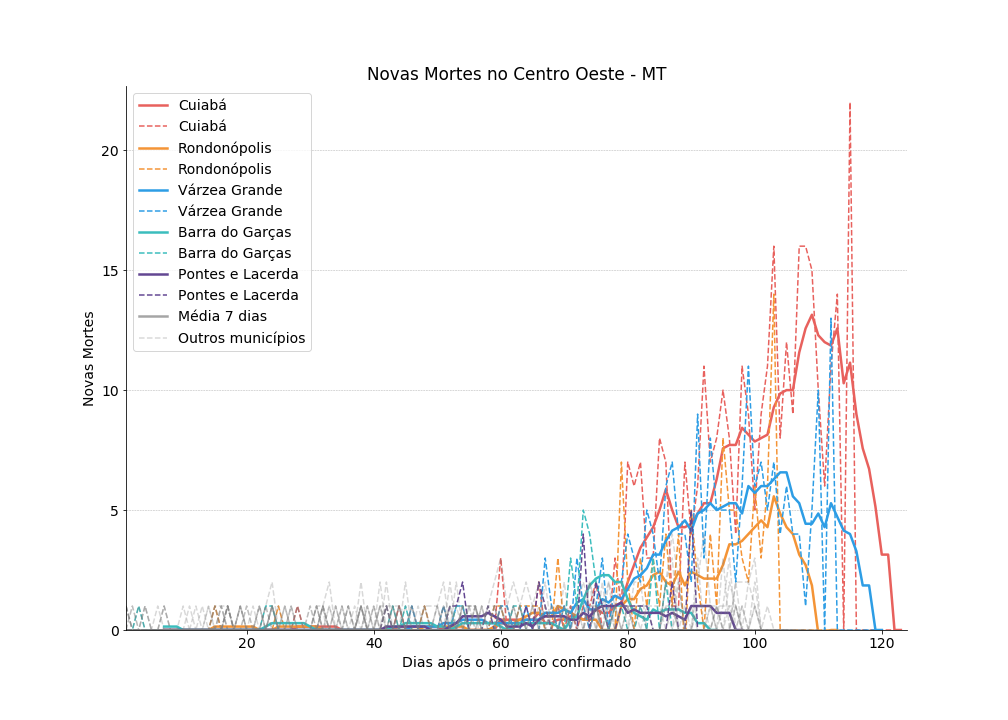 Novas Mortes no Centro Oeste - MT
Cuiabá
Cuiabá
Rondonópolis
Rondonópolis
Várzea Grande
Várzea Grande
Barra do Garças
Barra do Garças
Pontes e Lacerda
Pontes e Lacerda
Média 7 dias
Outros municípios
Novas Mortes
20
15
10
5
0
20 40 60 80 100 120
Dias após o primeiro confirmado